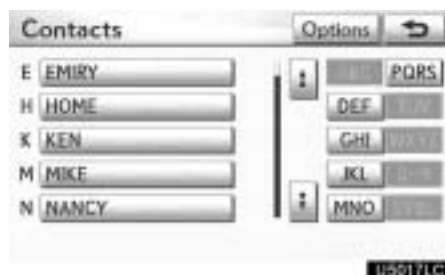 Contacts Options
E EMIRY PQRS
H HOME DEF
K KEN GHI
M MIKE JKL
N NANCY MNO